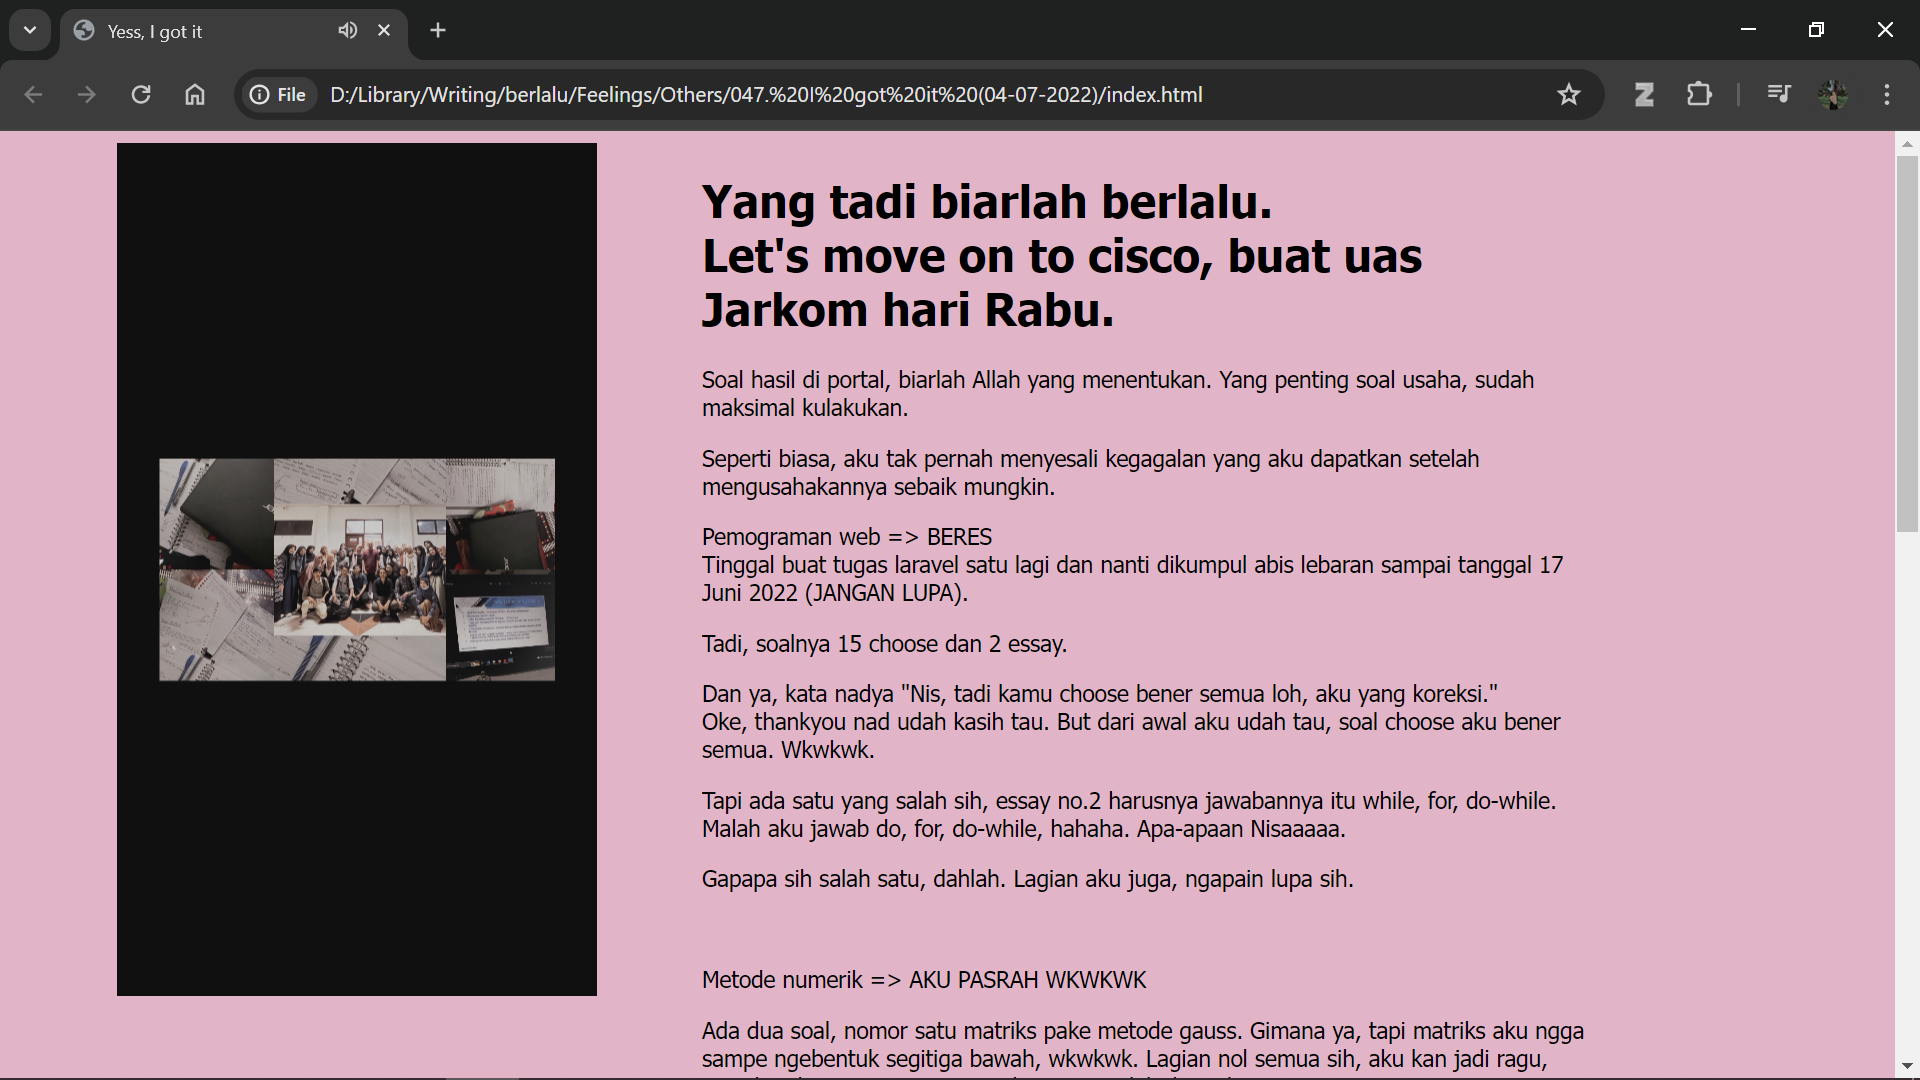 Yess, I got it
File
D:/Library/Writing/berlalu/Feelings/Others/047.%20I%20got%20it%20(04-07-2022)/index.html
Yang tadi biarlah berlalu.
Let's move on to cisco, buat uas
Jarkom hari Rabu.
Soal hasil di portal, biarlah Allah yang menentukan. Yang penting soal usaha, sudah
maksimal kulakukan.
Seperti biasa, aku tak pernah menyesali kegagalan yang aku dapatkan setelah
mengusahakannya sebaik mungkin.
Pemograman web => BERES
Tinggal buat tugas laravel satu lagi dan nanti dikumpul abis lebaran sampai tanggal 17
Juni 2022 (JANGAN LUPA).
Tadi, soalnya 15 choose dan 2 essay.
Dan ya, kata nadya "Nis, tadi kamu choose bener semua loh, aku yang koreksi."
Oke, thankyou nad udah kasih tau. But dari awal aku udah tau, soal choose aku bener
semua. Wkwkwk.
Tapi ada satu yang salah sih, essay no.2 harusnya jawabannya itu while, for, do-while.
Malah aku jawab do, for, do-while, hahaha. Apa-apaan Nisaaaaa.
Gapapa sih salah satu, dahlah. Lagian aku juga, ngapain lupa sih.
Metode numerik => AKU PASRAH WKWKWK
Ada dua soal, nomor satu matriks pake metode gauss. Gimana ya, tapi matriks aku ngga
sampe ngebentuk segitiga bawah, wkwkwk. Lagian nol semua sih, aku kan jadi ragu,